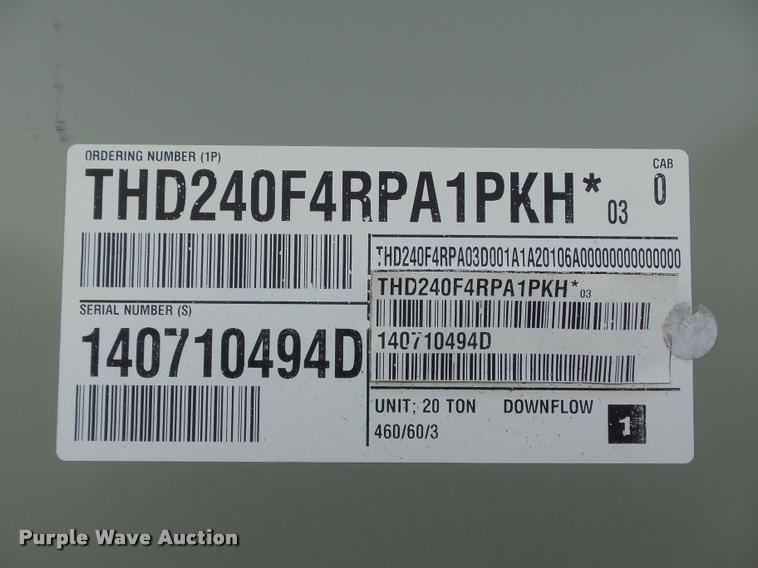 ORDERING NUMBER (1P)
CAB
THD240F4RPA1PKH* 03
0
THD240F4RPA03D001A1A20106A00000000000000
THD240F4RPA1PKH* 03
SERIAL NUMBER (S)
140710494D
140710494D
UNIT; 20 TON DOWNFLOW
1
460/60/3
Purple Wave Auction